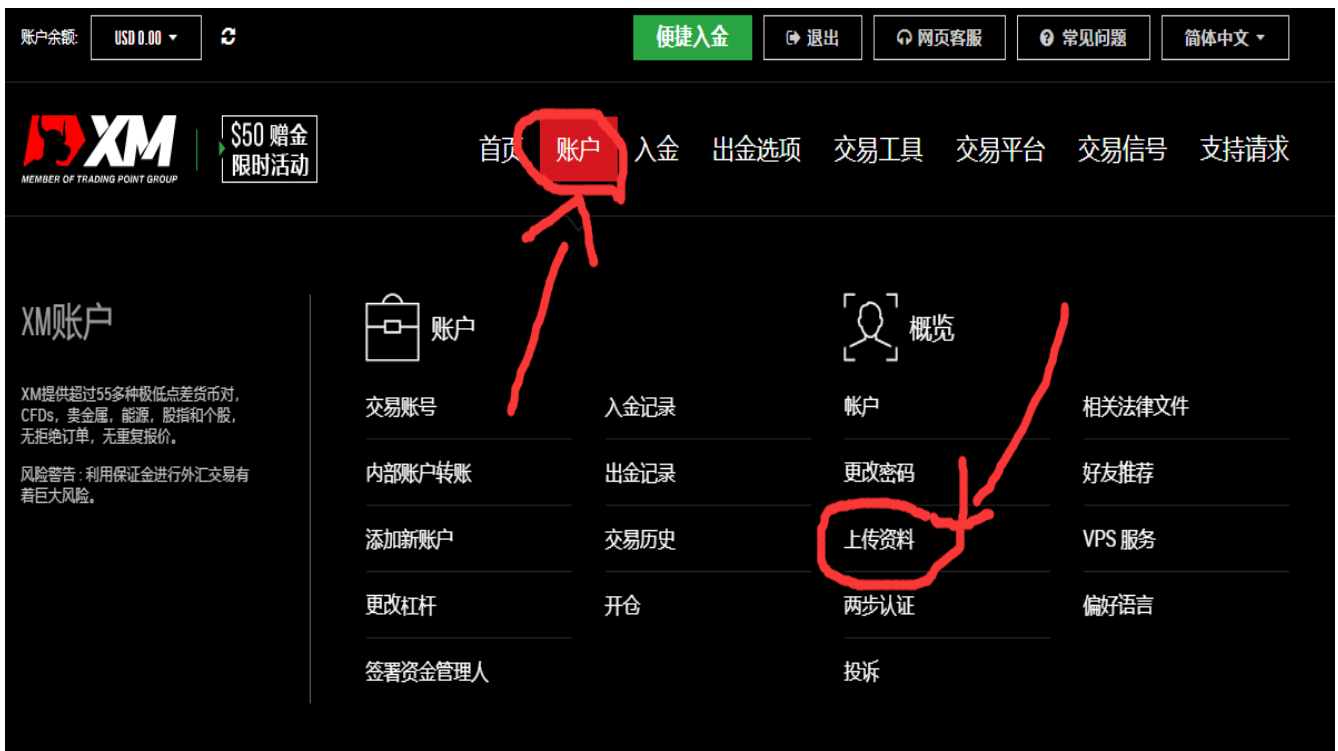 账户余额: USD 0.00 便捷入金 退出 网页客服 常见问题 简体中文
XM
MEMBER OF TRADING POINT GROUP
$50 赠金
限时活动
首页 账户 入金 出金选项 交易工具 交易平台 交易信号 支持请求
XM账户
XM提供超过55多种极低点差货币对,
CFDs, 贵金属, 能源, 股指和个股,
无拒绝订单, 无重复报价。
风险警告 : 利用保证金进行外汇交易有
着巨大风险。
账户
交易账号 入金记录
内部账户转账 出金记录
添加新账户 交易历史
更改杠杆 开仓
签署资金管理人
概览
帐户 相关法律文件
更改密码 好友推荐
上传资料 VPS 服务
两步认证 偏好语言
投诉